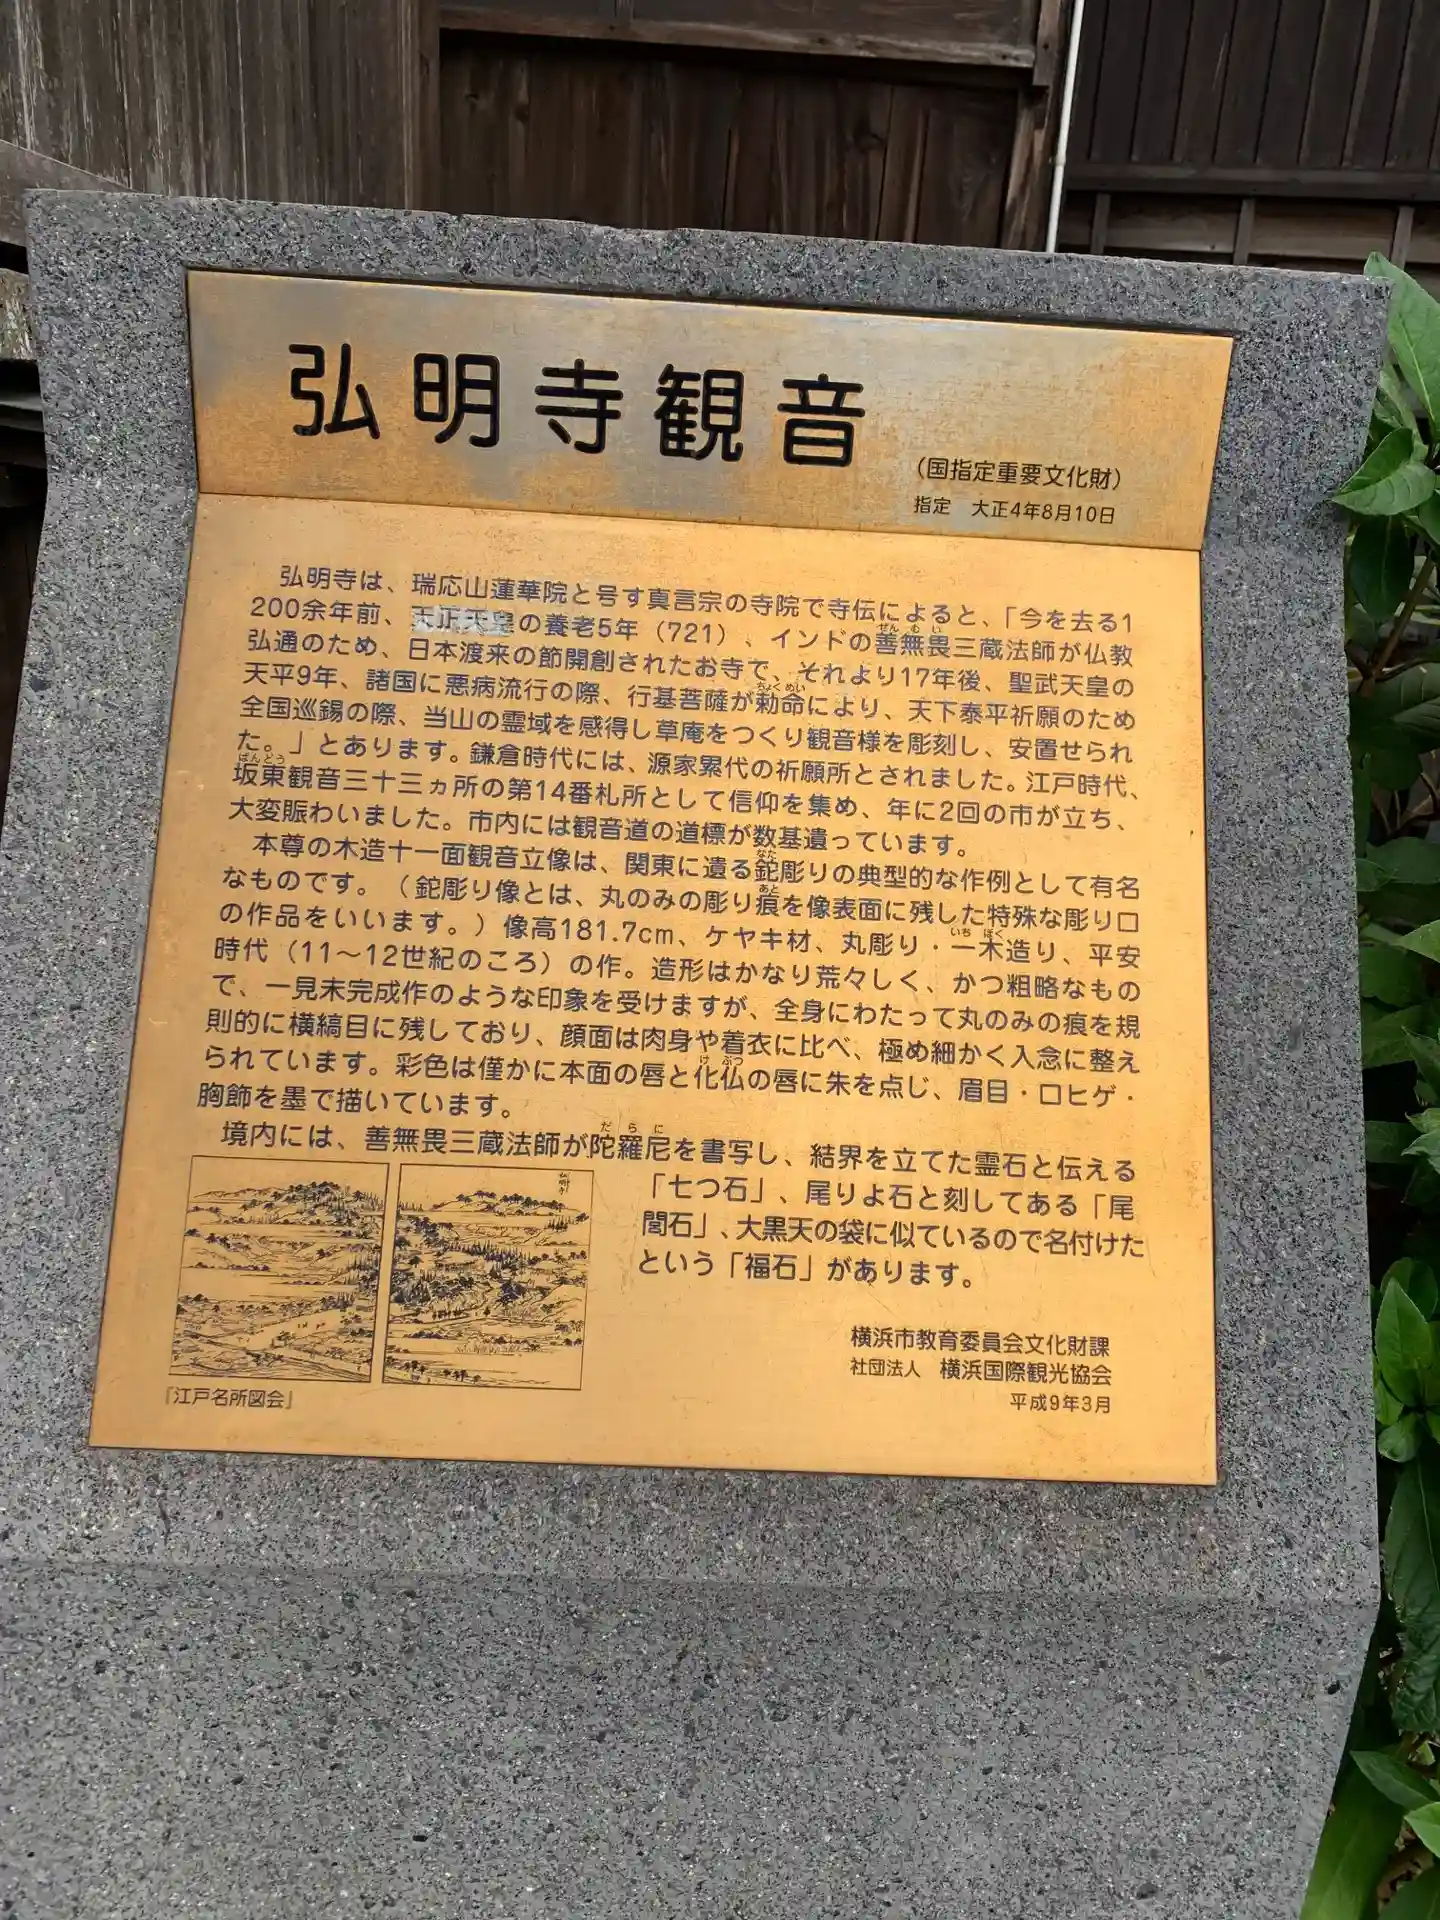 弘明寺観音
（国指定重要文化財）
指定　大正4年8月10日
弘明寺は、瑞応山蓮華院と号す真言宗の寺院で寺伝によると、「今を去る1
200余年前、の養老5年（721）、インドの善無畏三蔵法師が仏教
弘通のため、日本渡来の節開創されたお寺で、それより17年後、聖武天皇の
天平9年、諸国に悪病流行の際、行基菩薩が勅命により、天下泰平祈願のため
全国巡錫の際、当山の霊域を感得し草庵をつくり観音様を彫刻し、安置せられ
た。」とあります。鎌倉時代には、源家累代の祈願所とされました。江戸時代、
坂東観音三十三ヵ所の第14番札所として信仰を集め、年に2回の市が立ち、
大変賑わいました。市内には観音道の道標が数基遺っています。
本尊の木造十一面観音立像は、関東に遺る鉈彫りの典型的な作例として有名
なものです。（鉈彫り像とは、丸のみの彫り痕を像表面に残した特殊な彫り口
の作品をいいます。）像高181.7cm、ケヤキ材、丸彫り・一木造り、平安
時代（11～12世紀のころ）の作。造形はかなり荒々しく、かつ粗略なもの
で、一見未完成作のような印象を受けますが、全身にわたって丸のみの痕を規
則的に横縞目に残しており、顔面は肉身や着衣に比べ、極め細かく入念に整え
られています。彩色は僅かに本面の唇と化仏の唇に朱を点じ、眉目・口ヒゲ・
胸飾を墨で描いています。
境内には、善無畏三蔵法師が陀羅尼を書写し、結界を立てた霊石と伝える
「七つ石」、尾りよ石と刻してある「尾
閭石」、大黒天の袋に似ているので名付けた
という「福石」があります。
弘明寺
『江戸名所図会』
横浜市教育委員会文化財課
社団法人　横浜国際観光協会
平成9年3月